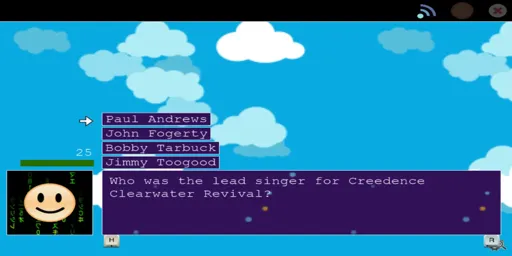 Paul Andrews
John Fogerty
Bobby Tarbuck
25
Jimmy Toogood
Who was the lead singer for Creedence
Clearwater Revival?
H
R